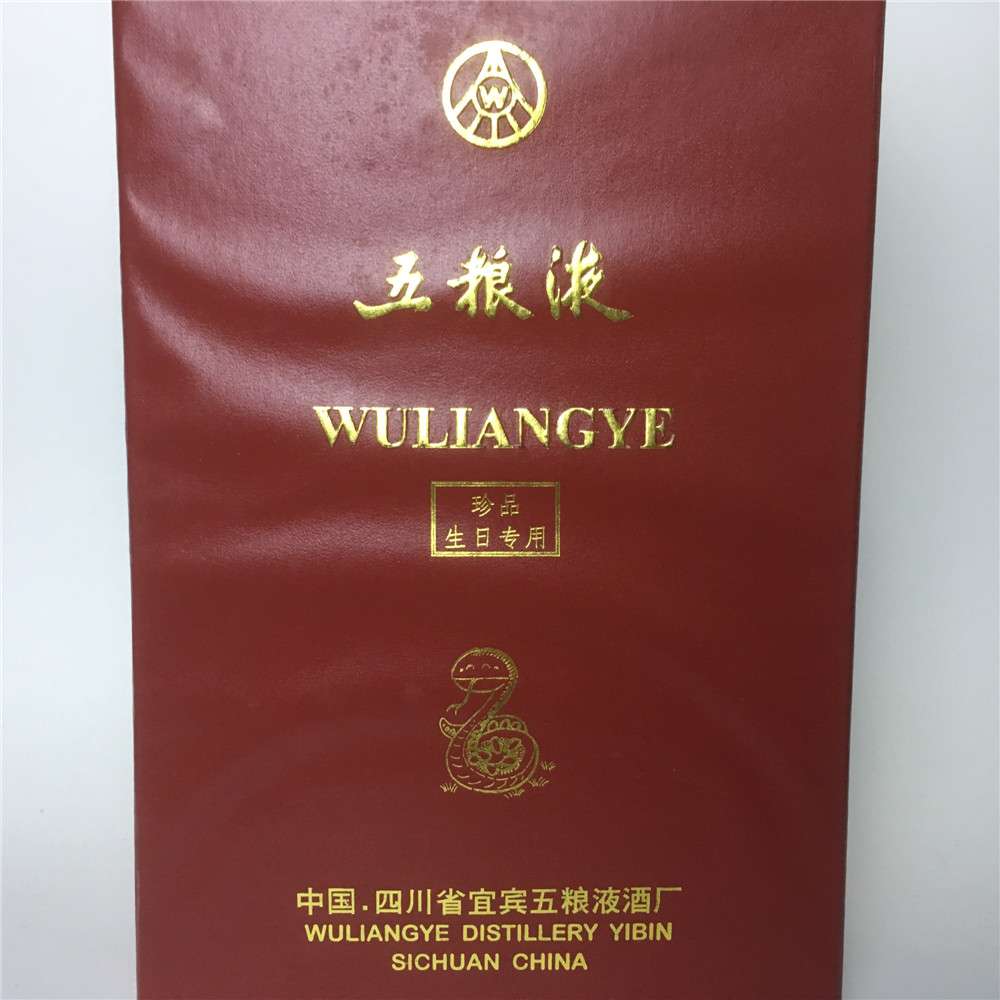 W
五粮液
WULIANGYE
珍品
生日专用
中国.四川省宜宾五粮液酒厂
WULIANGYE DISTILLERY YIBIN
SICHUAN CHINA